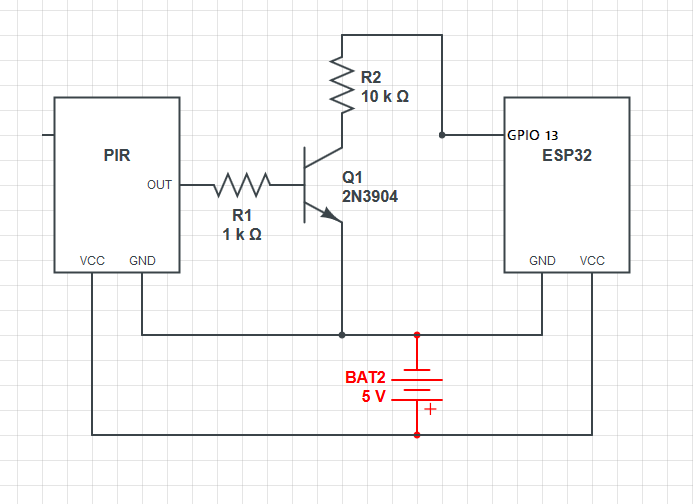 R2
10 k Ω
GPIO 13
PIR
ESP32
OUT
Q1
2N3904
R1
1 k Ω
VCC GND
GND VCC
BAT2
5 V
+